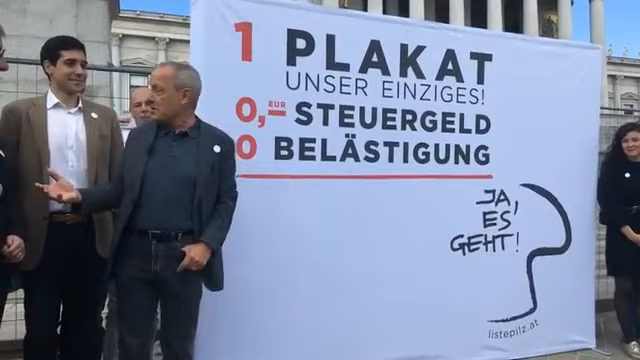 1 PLAKAT
UNSER EINZIGES!
0,- EUR STEUERGELD
0 BELÄSTIGUNG
JA,
ES'
GEHT!
listepilz.at